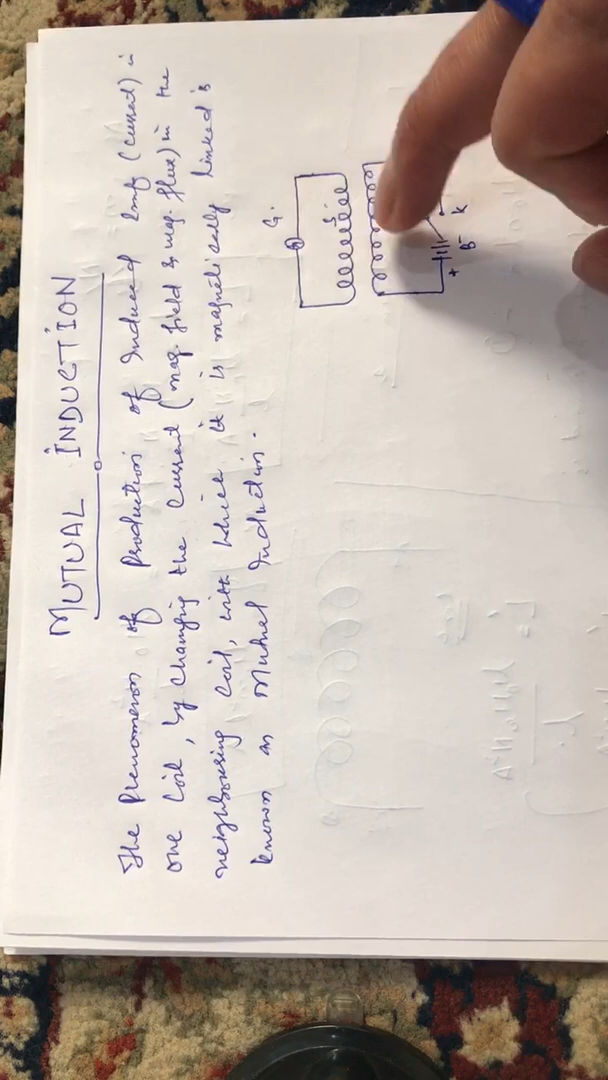 MUTUAL INDUCTION
The Phenomenon of Production of Induced Emf (current) in
one Coil, by changing the current (mag. field & mag. flux) in the
neighbouring Coil, with which it is magnetically linked is
known as Mutual Induction.
G.
S.
+ B - K